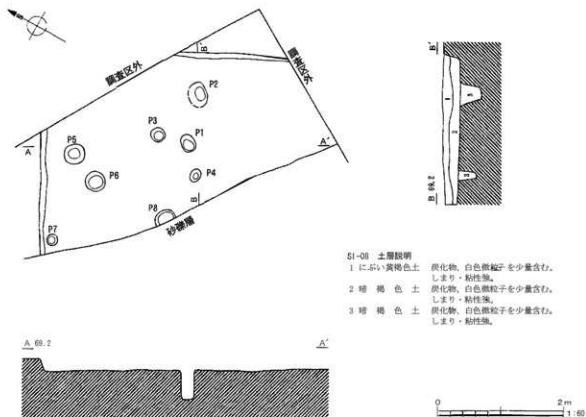 調査区外
調査区外
B′
P2
P3
P1
A
P5
A′
P6
P4
B
P8
砂礫層
P7
B′
1
2
3
3
B 69.2
SI-08 土層説明
1 にぶい黄褐色土 炭化物、白色微粒子を少量含む。
しまり・粘性強。
2 暗褐色土 炭化物、白色微粒子を少量含む。
しまり・粘性強。
3 暗褐色土 炭化物、白色微粒子を少量含む。
しまり・粘性強。
A 69.2
A′
0 2m
1:60